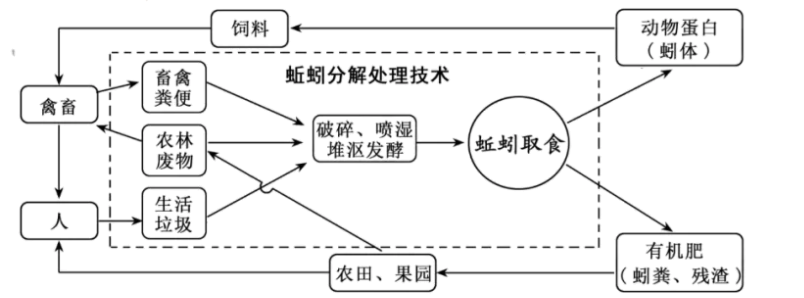 饲料
动物蛋白
（蚓体）
蚯蚓分解处理技术
畜禽
粪便
禽畜
农林
废物
破碎、喷湿
堆沤发酵
蚯蚓取食
生活
垃圾
人
有机肥
（蚓粪、残渣）
农田、果园